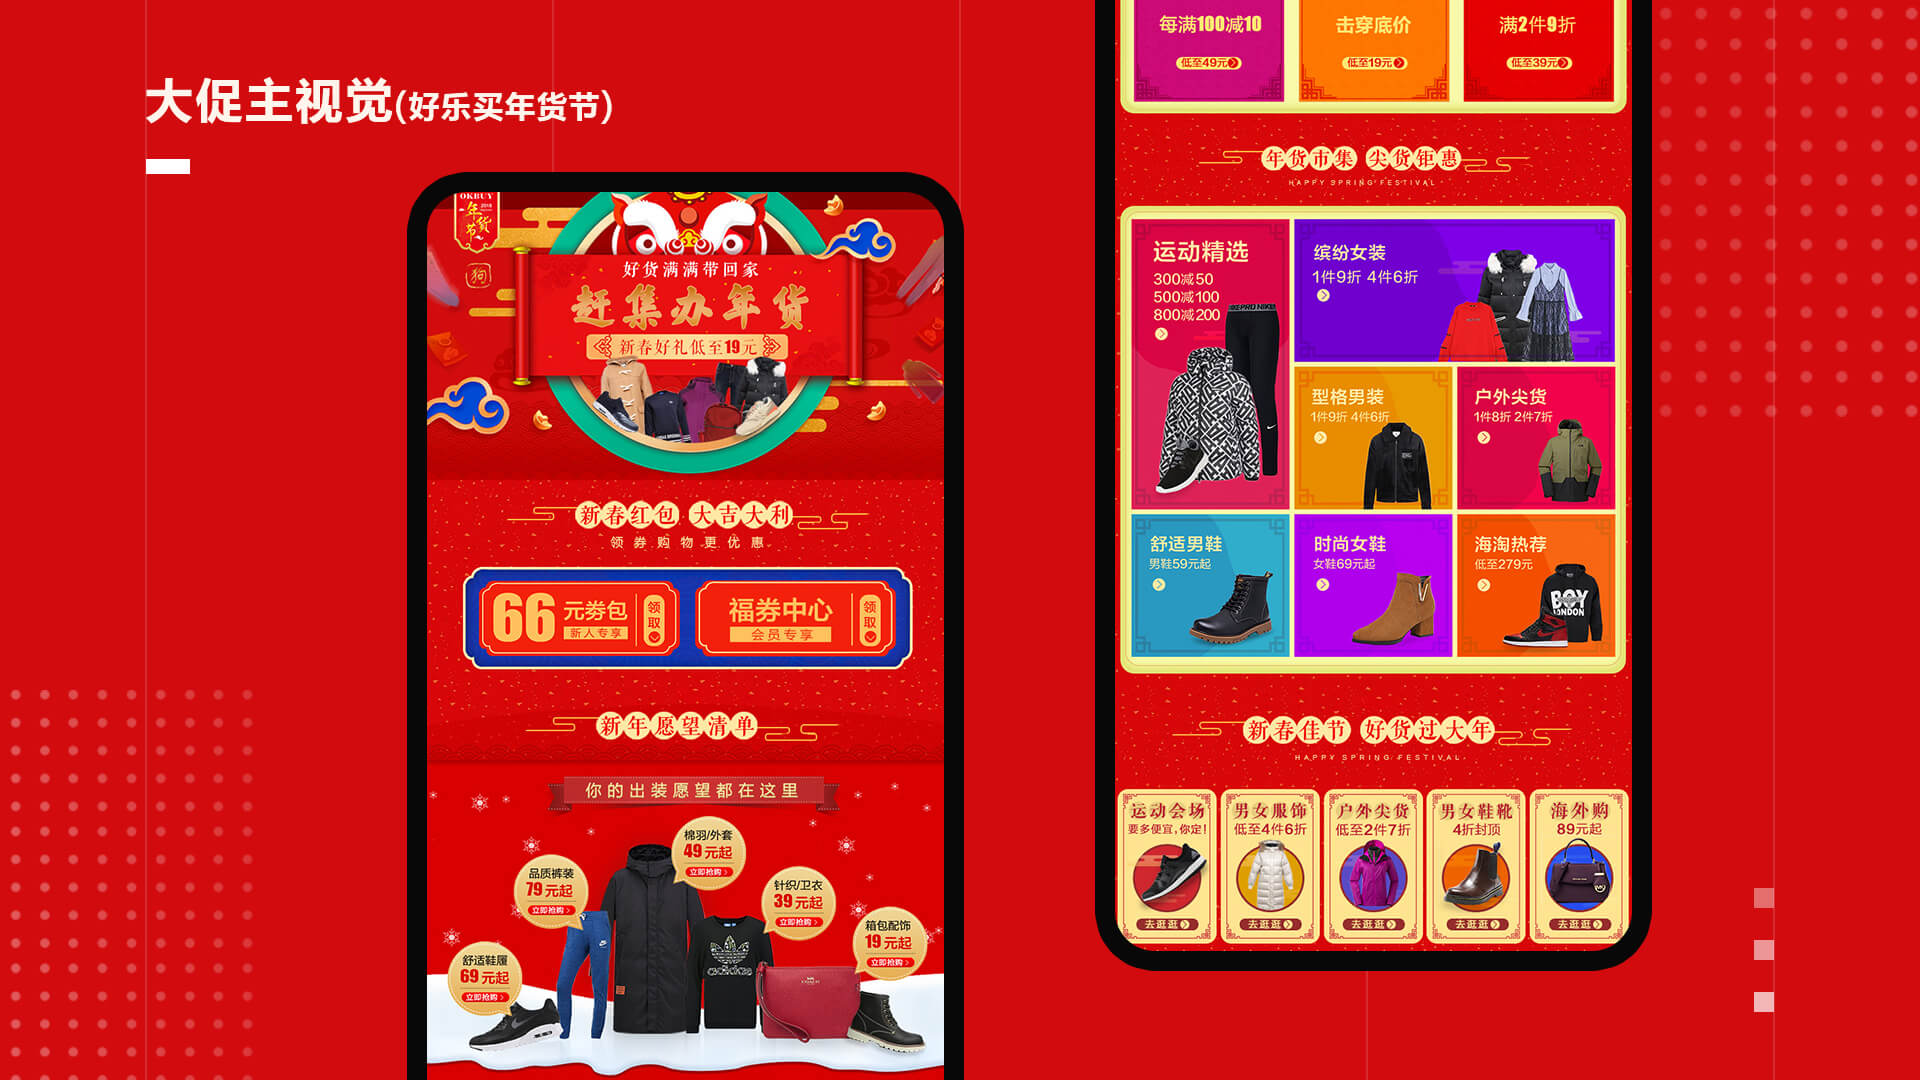 大促主视觉(好乐买年货节)
OKBUY
2018
年货节
狗
好货满满带回家
赶集办年货
新春好礼低至19元
新春红包 大吉大利
领券购物更优惠
66元券包
新人专享
领取
福券中心
会员专享
领取
新年愿望清单
你的出装愿望都在这里
棉羽/外套
49元起
立即抢购
品质裤装
79元起
立即抢购
针织/卫衣
39元起
立即抢购
箱包配饰
19元起
立即抢购
舒适鞋履
69元起
立即抢购
adidas
COACH
每满100减10
低至49元
击穿底价
低至19元
满2件9折
低至39元
年货市集 尖货钜惠
HAPPY SPRING FESTIVAL
运动精选
300减50
500减100
800减200
PRO NIKE
缤纷女装
1件9折 4件6折
型格男装
1件9折 4件6折
户外尖货
1件8折 2件7折
舒适男鞋
男鞋59元起
时尚女鞋
女鞋69元起
海淘热荐
低至279元
BOY
LONDON
新春佳节 好货过大年
HAPPY SPRING FESTIVAL
运动会场
要多便宜,你定!
去逛逛
男女服饰
低至4件6折
去逛逛
户外尖货
低至2件7折
去逛逛
男女鞋靴
4折封顶
去逛逛
海外购
89元起
MK
去逛逛